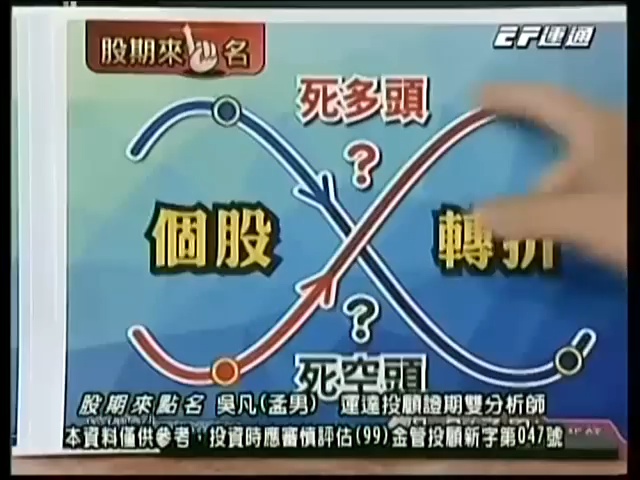 股期來 名
EF運通
死多頭
?
個股 轉折
?
死空頭
股期來點名 吳凡(孟男) 運達投顧證期雙分析師
本資料僅供參考，投資時應審慎評估(99)金管投顧新字第047號